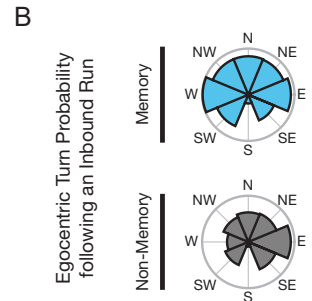 B
Egocentric Turn Probability
following an Inbound Run
Memory
N
NE
E
SE
S
SW
W
NW
Non-Memory
N
NE
E
SE
S
SW
W
NW